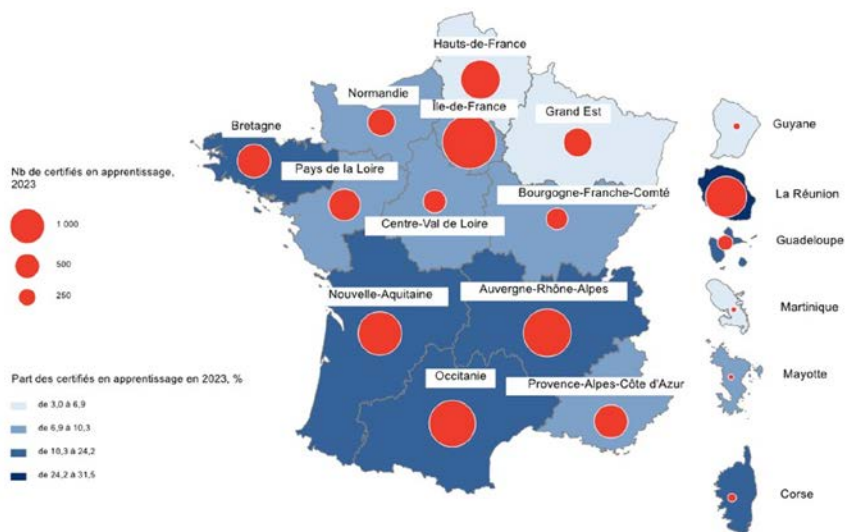 Hauts-de-France
Normandie
Île-de-France
Grand Est
Bretagne
Pays de la Loire
Centre-Val de Loire
Bourgogne-Franche-Comté
Nouvelle-Aquitaine
Auvergne-Rhône-Alpes
Occitanie
Provence-Alpes-Côte d'Azur
Guyane
La Réunion
Guadeloupe
Martinique
Mayotte
Corse
Nb de certifiés en apprentissage,
2023
1 000
500
250
Part des certifiés en apprentissage en 2023, %
de 3,0 à 6,9
de 6,9 à 10,3
de 10,3 à 24,2
de 24,2 à 31,5